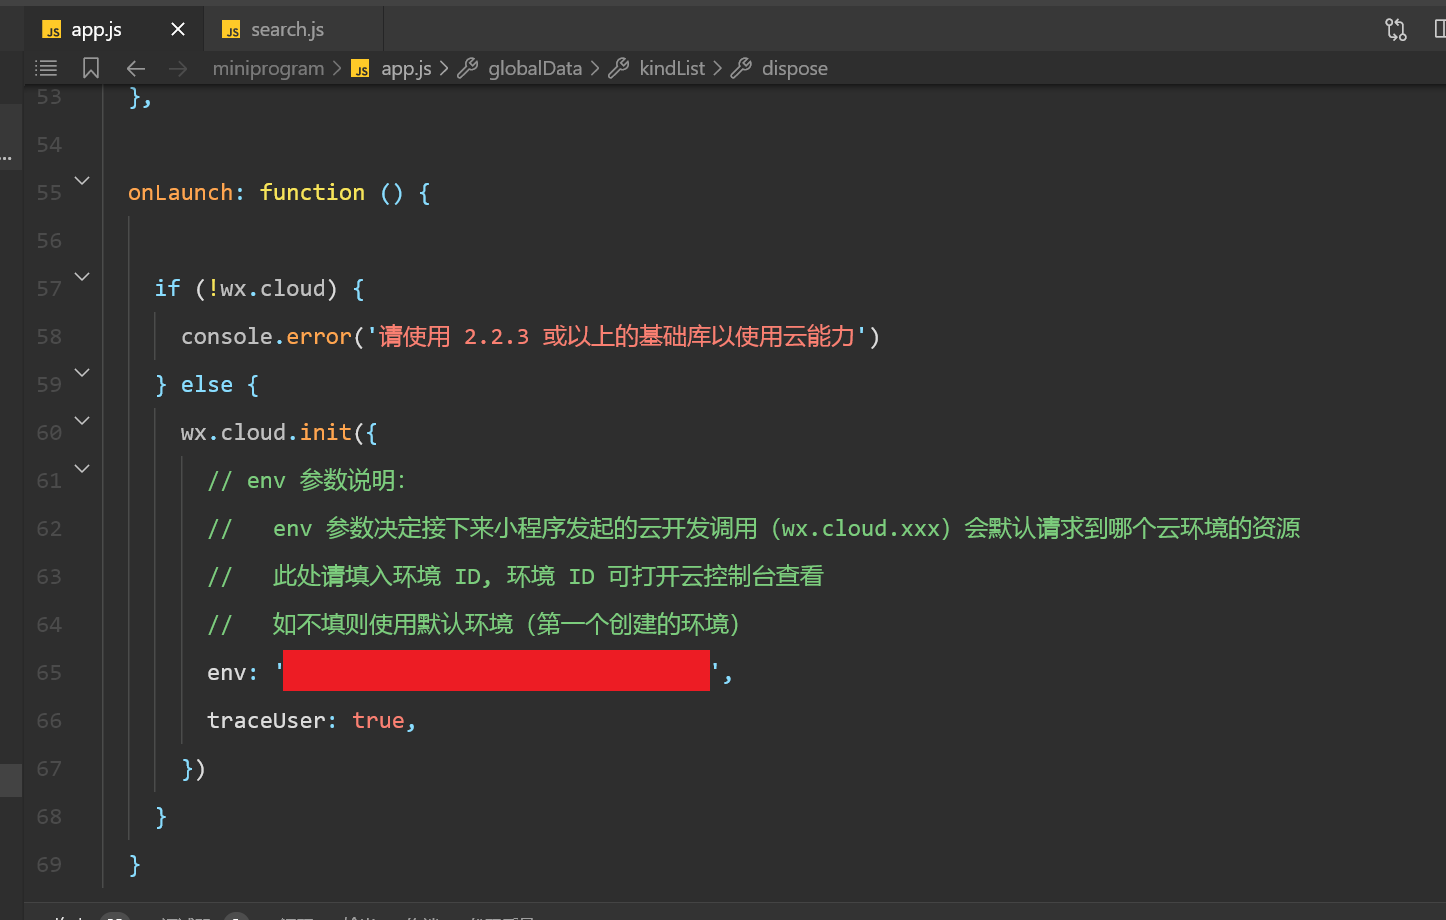 JS app.js JS search.js
miniprogram JS app.js globalData kindList dispose
53 },
54
55 onLaunch: function () {
56
57 if (!wx.cloud) {
58 console.error('请使用 2.2.3 或以上的基础库以使用云能力')
59 } else {
60 wx.cloud.init({
61 // env 参数说明：
62 // env 参数决定接下来小程序发起的云开发调用（wx.cloud.xxx）会默认请求到哪个云环境的资源
63 // 此处请填入环境 ID, 环境 ID 可打开云控制台查看
64 // 如不填则使用默认环境（第一个创建的环境）
65 env: '',
66 traceUser: true,
67 })
68 }
69 }